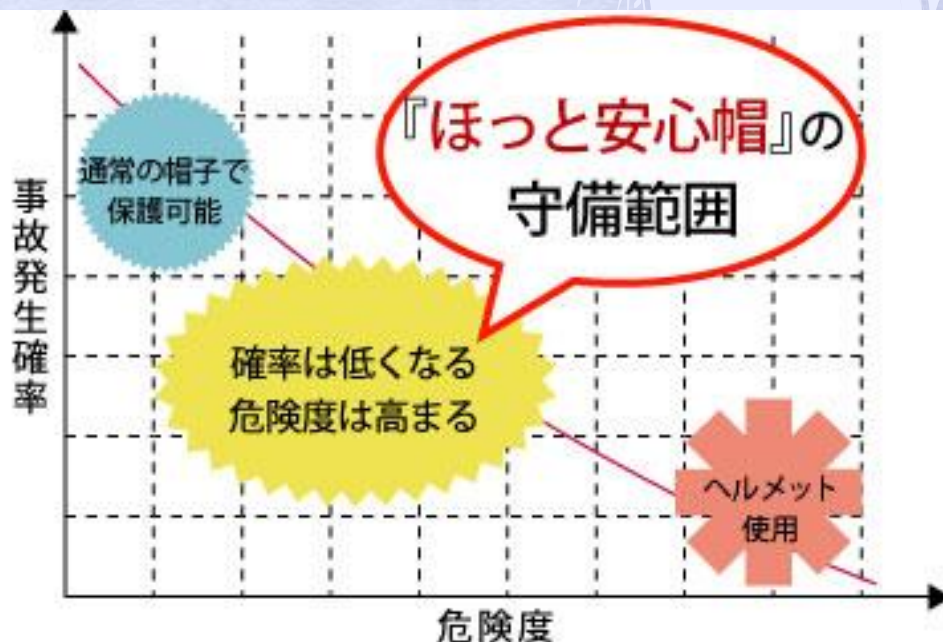 『ほっと安心帽』の
守備範囲
通常の帽子で
保護可能
事故発生確率
確率は低くなる
危険度は高まる
ヘルメット
使用
危険度